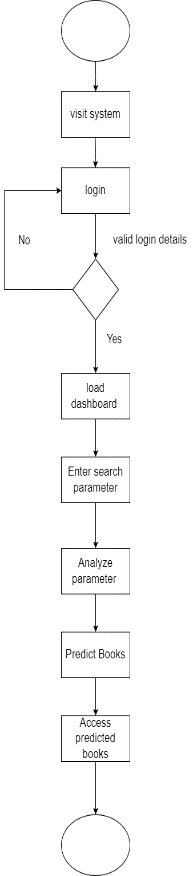 visit system
login
No
valid login details
Yes
load
dashboard
Enter search
parameter
Analyze
parameter
Predict Books
Access
predicted
books